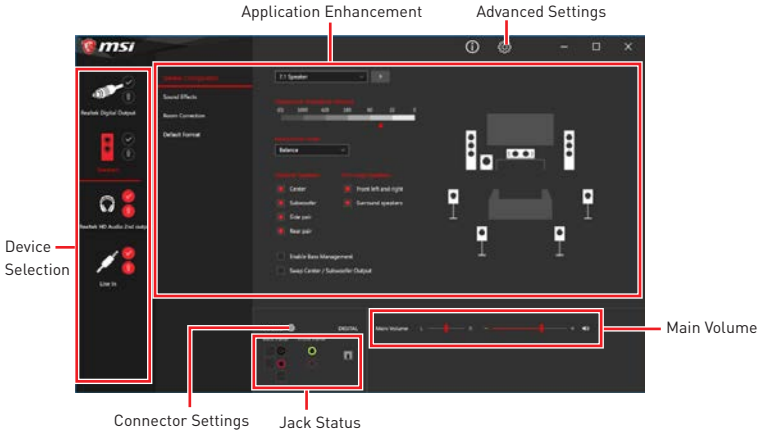 Application Enhancement
Advanced Settings
msi
Realtek Digital Output
Speakers
Realtek HD Audio 2nd outp
Line In
Speaker Configuration
Sound Effects
Room Correction
Default Format
7.1 Speaker
Balance
Center
Subwoofer
Side pair
Rear pair
Front left and right
Surround speakers
Enable Bass Management
Swap Center / Subwoofer Output
DIGITAL
Main Volume
L
R
Device
Selection
Main Volume
Connector Settings
Jack Status